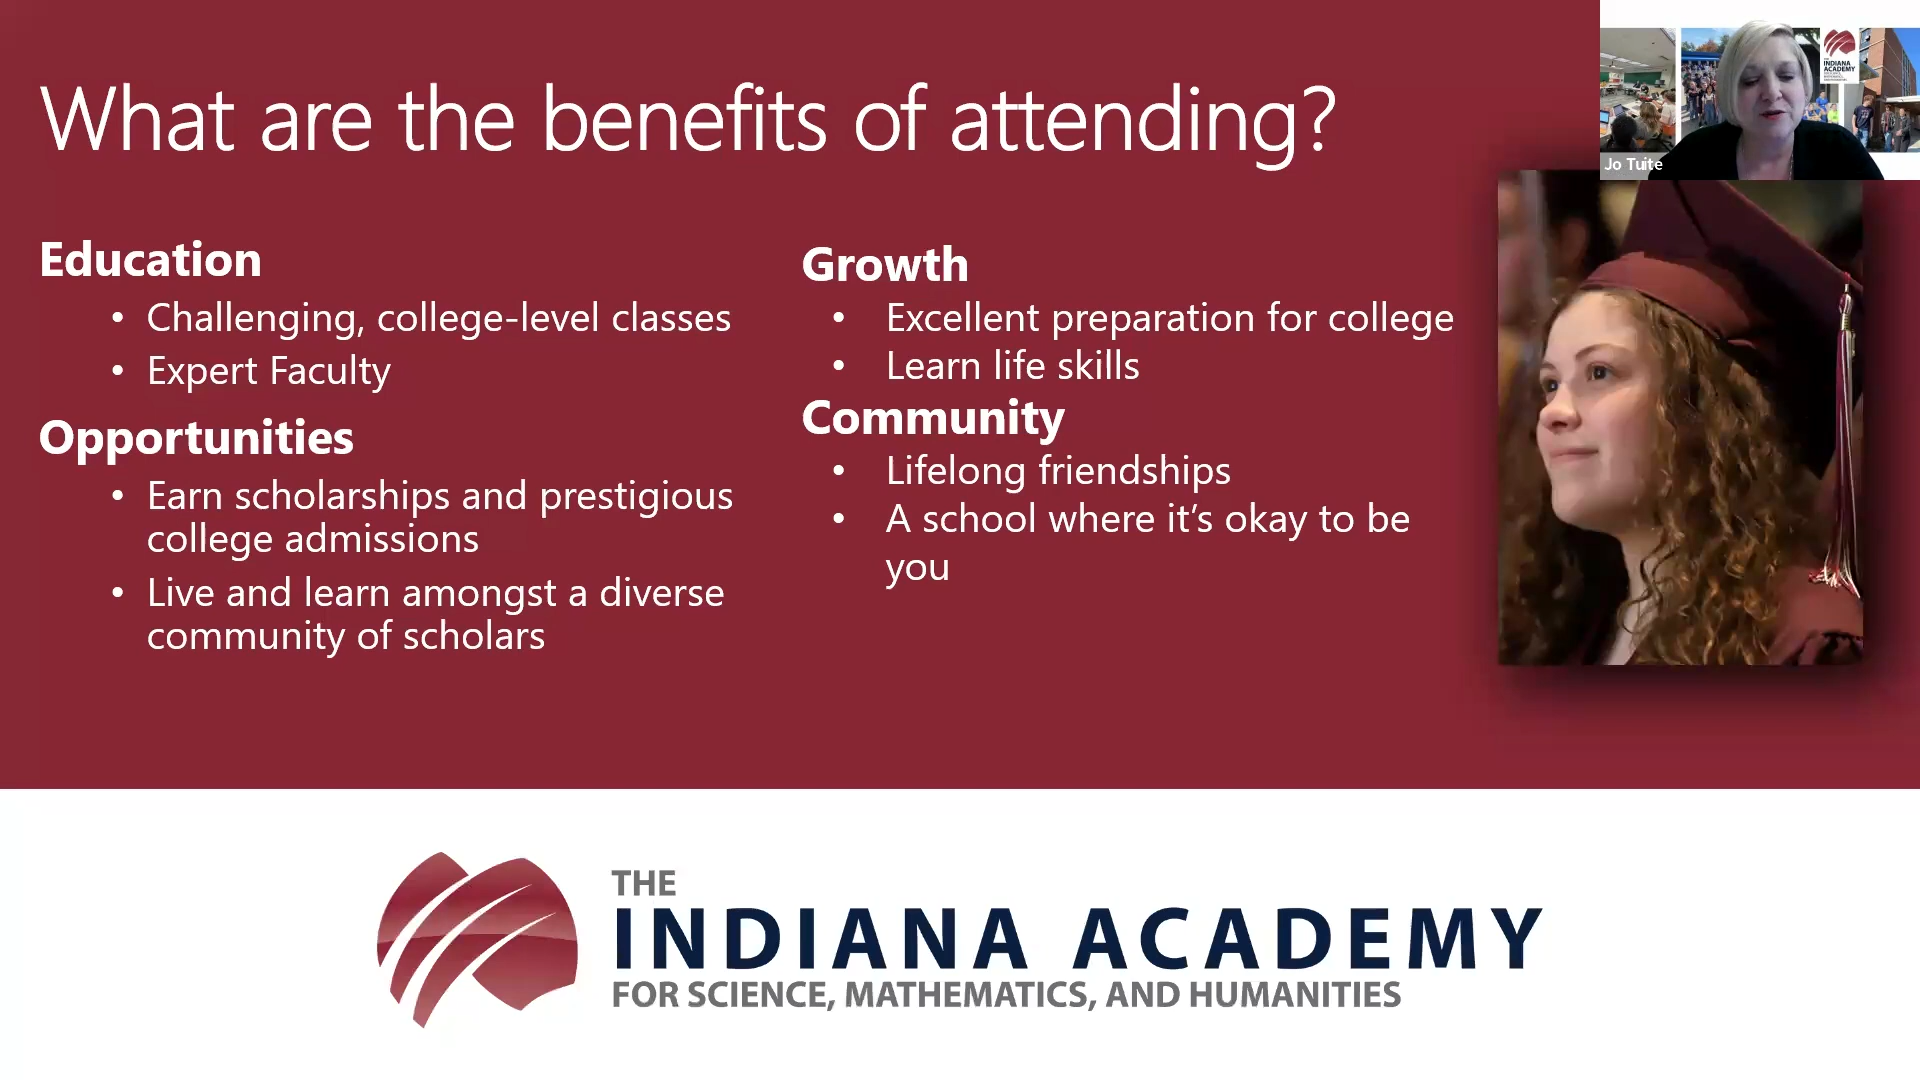 What are the benefits of attending?
Education
• Challenging, college-level classes
• Expert Faculty
Opportunities
• Earn scholarships and prestigious
college admissions
• Live and learn amongst a diverse
community of scholars
Growth
• Excellent preparation for college
• Learn life skills
Community
• Lifelong friendships
• A school where it’s okay to be
you
INDIANA
ACADEMY
Jo Tuite
THE
INDIANA ACADEMY
FOR SCIENCE, MATHEMATICS, AND HUMANITIES